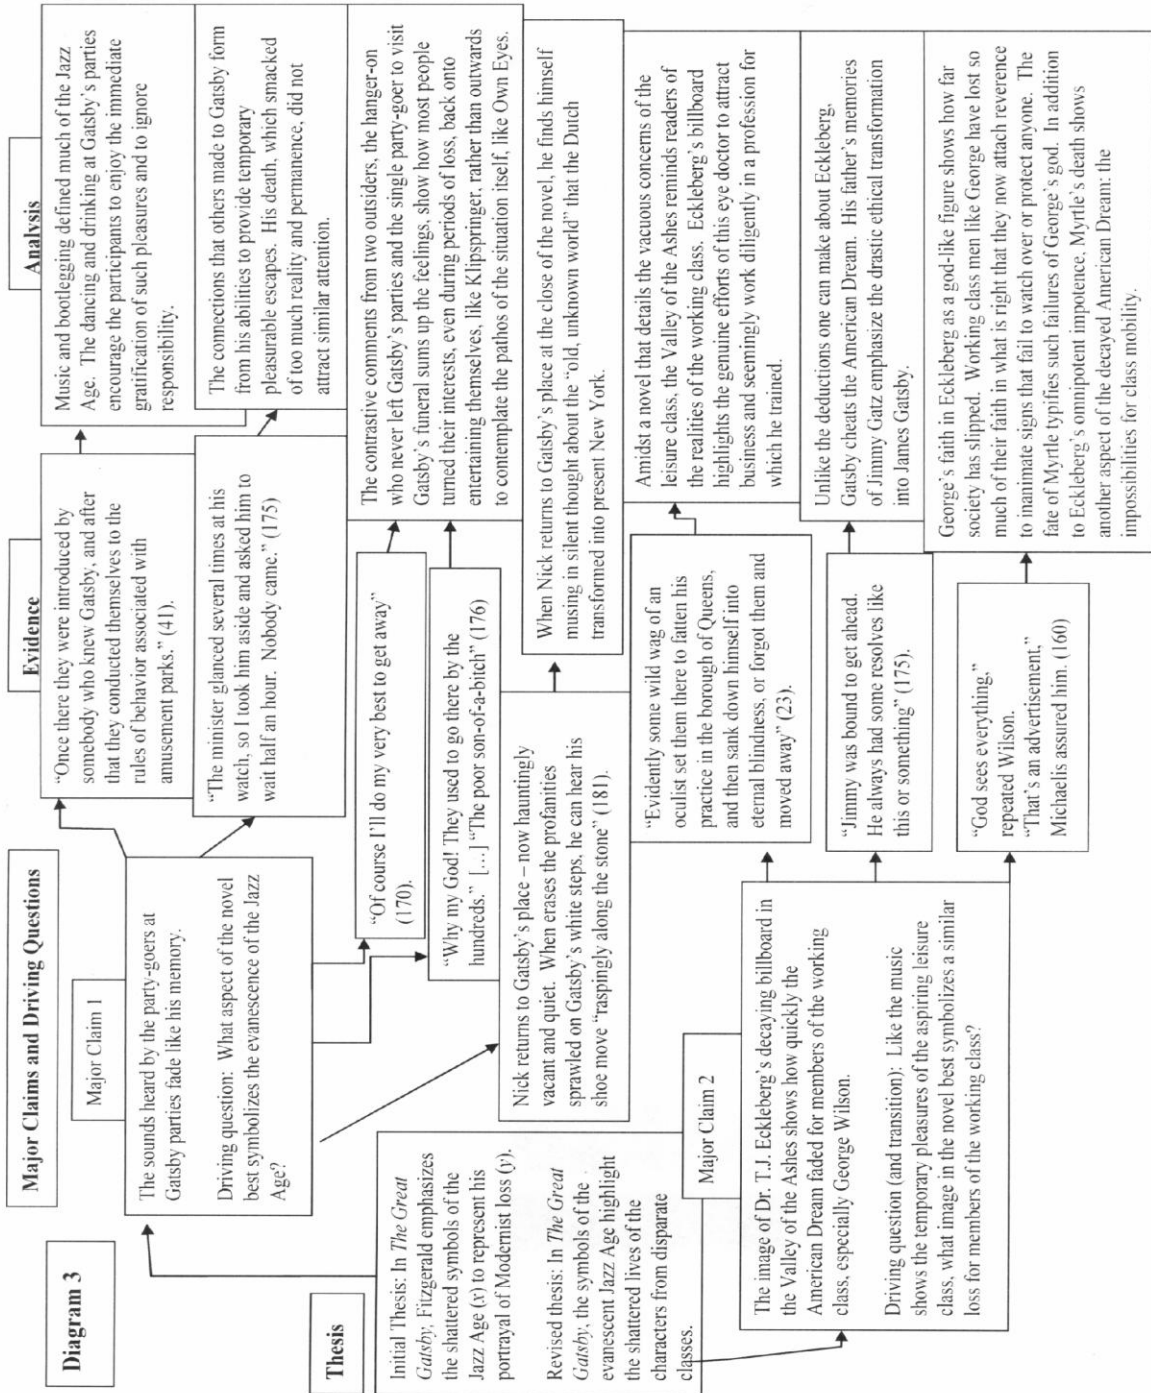 Diagram 3
Thesis
Initial Thesis: In The Great
Gatsby, Fitzgerald emphasizes
the shattered symbols of the
Jazz Age (x) to represent his
portrayal of Modernist loss (y).
Revised thesis: In The Great
Gatsby, the symbols of the
evanescent Jazz Age highlight
the shattered lives of the
characters from disparate
classes.
Major Claims and Driving Questions
Major Claim 1
The sounds heard by the party-goers at
Gatsby parties fade like his memory.
Driving question: What aspect of the novel
best symbolizes the evanescence of the Jazz
Age?
Major Claim 2
The image of Dr. T.J. Eckleberg's decaying billboard in
the Valley of the Ashes shows how quickly the
American Dream faded for members of the working
class, especially George Wilson.
Driving question (and transition): Like the music
shows the temporary pleasures of the aspiring leisure
class, what image in the novel best symbolizes a similar
loss for members of the working class?
Evidence
"Once there they were introduced by
somebody who knew Gatsby, and after
that they conducted themselves to the
rules of behavior associated with
amusement parks." (41).
"The minister glanced several times at his
watch, so I took him aside and asked him to
wait half an hour. Nobody came." (175)
"Of course I'll do my very best to get away"
(170).
"Why my God! They used to go there by the
hundreds." […] "The poor son-of-a-bitch" (176)
Nick returns to Gatsby's place – now hauntingly
vacant and quiet. When erases the profanities
sprawled on Gatsby's white steps, he can hear his
shoe move "raspingly along the stone" (181).
"Evidently some wild wag of an
oculist set them there to fatten his
practice in the borough of Queens,
and then sank down himself into
eternal blindness, or forgot them and
moved away" (23).
"Jimmy was bound to get ahead.
He always had some resolves like
this or something" (175).
"God sees everything,"
repeated Wilson.
"That's an advertisement,"
Michaelis assured him. (160)
Analysis
Music and bootlegging defined much of the Jazz
Age. The dancing and drinking at Gatsby's parties
encourage the participants to enjoy the immediate
gratification of such pleasures and to ignore
responsibility.
The connections that others made to Gatsby form
from his abilities to provide temporary
pleasurable escapes. His death, which smacked
of too much reality and permanence, did not
attract similar attention.
The contrastive comments from two outsiders, the hanger-on
who never left Gatsby's parties and the single party-goer to visit
Gatsby's funeral sums up the feelings, show how most people
turned their interests, even during periods of loss, back onto
entertaining themselves, like Klipspringer, rather than outwards
to contemplate the pathos of the situation itself, like Own Eyes.
When Nick returns to Gatsby's place at the close of the novel, he finds himself
musing in silent thought about the "old, unknown world" that the Dutch
transformed into present New York.
Amidst a novel that details the vacuous concerns of the
leisure class, the Valley of the Ashes reminds readers of
the realities of the working class. Eckleberg's billboard
highlights the genuine efforts of this eye doctor to attract
business and seemingly work diligently in a profession for
which he trained.
Unlike the deductions one can make about Eckleberg,
Gatsby cheats the American Dream. His father's memories
of Jimmy Gatz emphasize the drastic ethical transformation
into James Gatsby.
George's faith in Eckleberg as a god-like figure shows how far
society has slipped. Working class men like George have lost so
much of their faith in what is right that they now attach reverence
to inanimate signs that fail to watch over or protect anyone. The
fate of Myrtle typifies such failures of George's god. In addition
to Eckleberg's omnipotent impotence, Myrtle's death shows
another aspect of the decayed American Dream: the
impossibilities for class mobility.